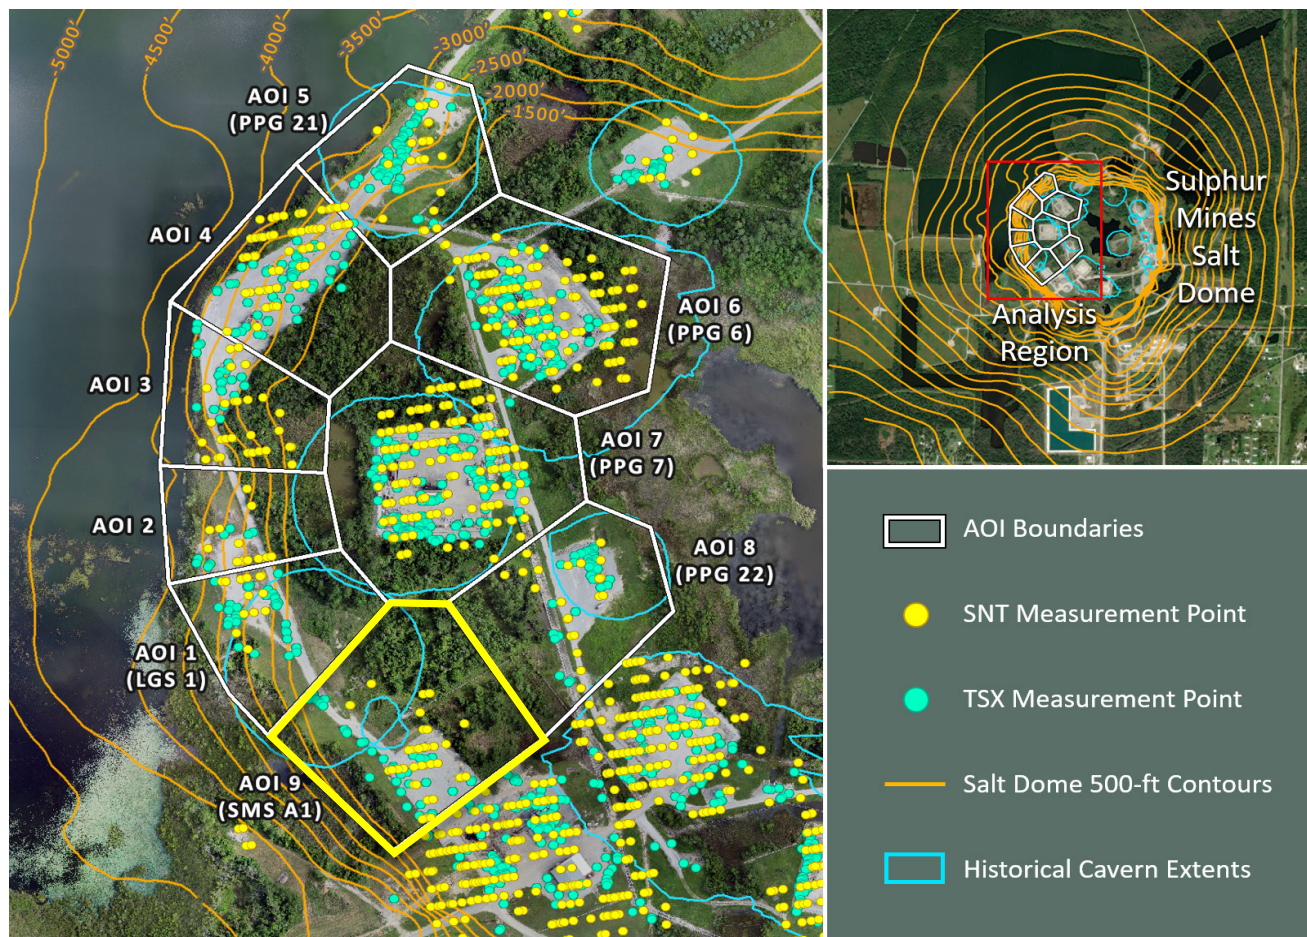 -5000'
-4500'
-4000'
-3500'
-3000'
-2500'
-2000'
-1500'
AOI 5
(PPG 21)
AOI 4
AOI 3
AOI 2
AOI 1
(LGS 1)
AOI 9
(SMS A1)
AOI 6
(PPG 6)
AOI 7
(PPG 7)
AOI 8
(PPG 22)
Sulphur
Mines
Salt
Dome
Analysis
Region
AOI Boundaries
SNT Measurement Point
TSX Measurement Point
Salt Dome 500-ft Contours
Historical Cavern Extents